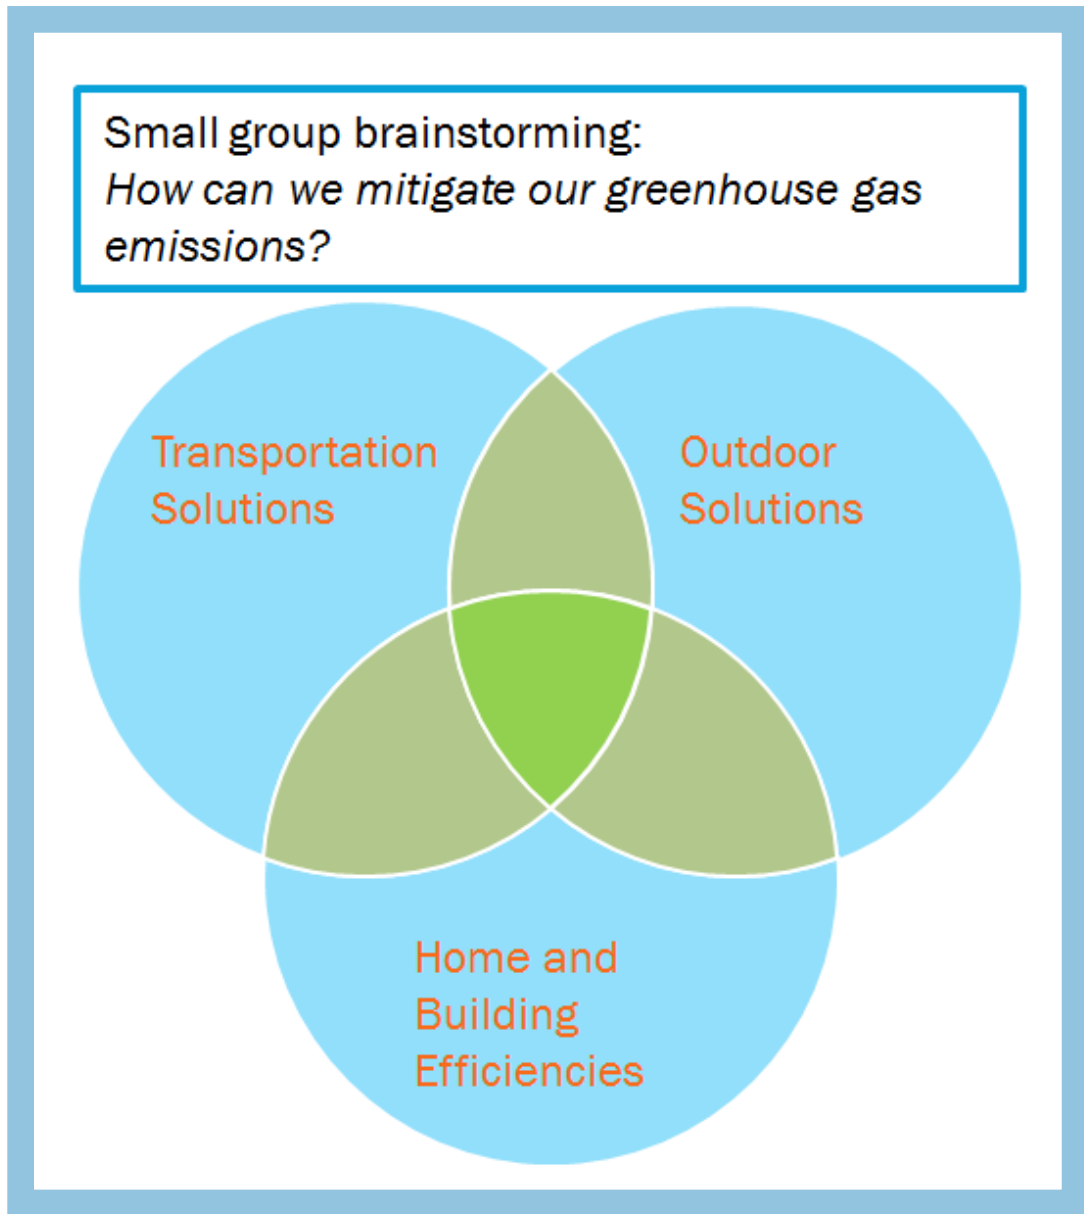 Small group brainstorming:
How can we mitigate our greenhouse gas
emissions?
Transportation
Solutions
Outdoor
Solutions
Home and
Building
Efficiencies